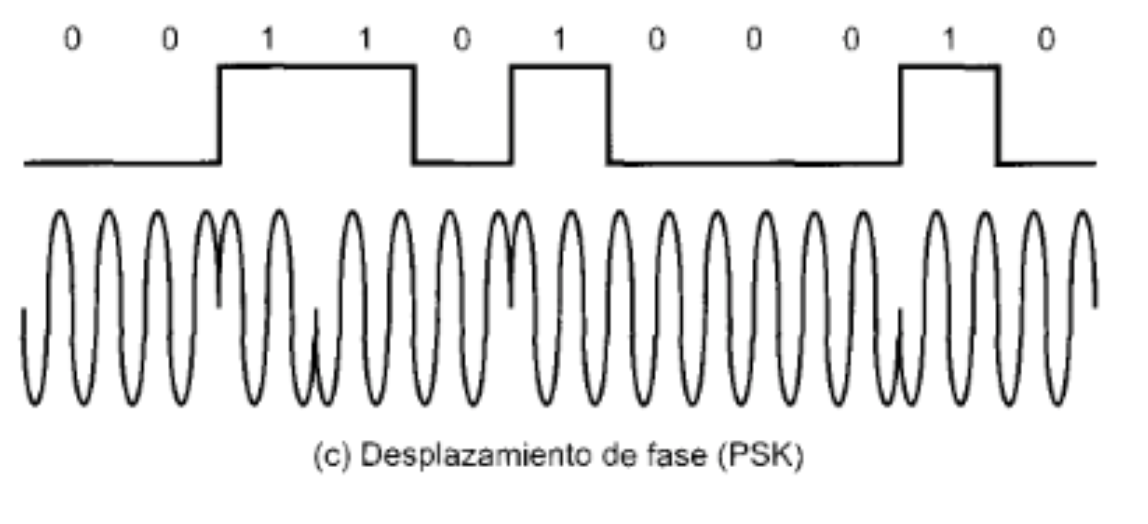 0 0 1 1 0 1 0 0 0 1 0
(c) Desplazamiento de fase (PSK)